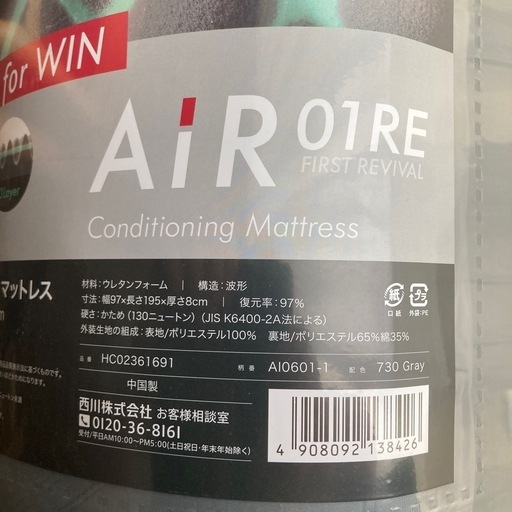 for WIN
AiR 01RE
FIRST REVIVAL
Conditioning Mattress
マットレス
材料：ウレタンフォーム | 構造：波形
寸法：幅97×長さ195×厚さ8cm | 復元率：97%
硬さ：かため（130ニュートン）（JIS K6400-2A法による）
外装生地の組成：表地/ポリエステル100% 裏地/ポリエステル65%綿35%
紙 口紙 プラ 外袋：PE
品番 HC02361691 柄番 AI0601-1 配色 730 Gray
中国製
西川株式会社 お客様相談室
0120-36-8161
受付/平日AM10:00〜PM5:00（土日祝日・年末年始除く）
4 908092 138426